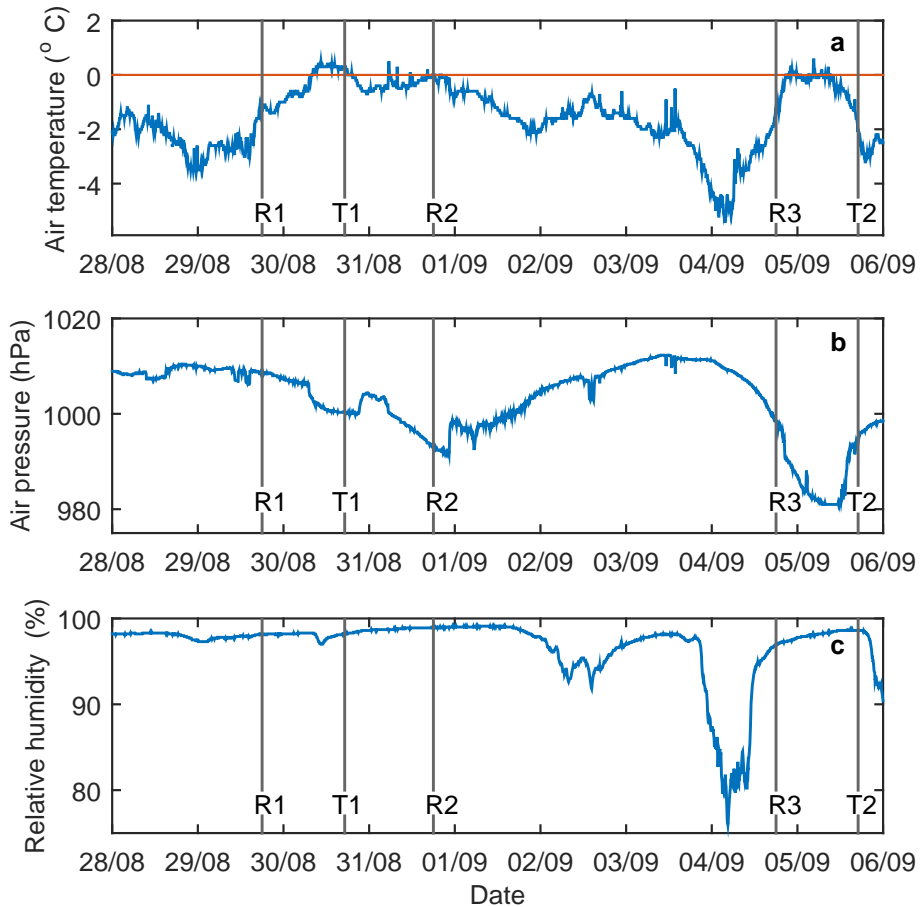 Air temperature (° C)
2
0
-2
-4
a
R1 T1 R2 R3 T2
28/08 29/08 30/08 31/08 01/09 02/09 03/09 04/09 05/09 06/09
Air pressure (hPa)
1020
1000
980
b
R1 T1 R2 R3 T2
28/08 29/08 30/08 31/08 01/09 02/09 03/09 04/09 05/09 06/09
Relative humidity (%)
100
90
80
c
R1 T1 R2 R3 T2
28/08 29/08 30/08 31/08 01/09 02/09 03/09 04/09 05/09 06/09
Date